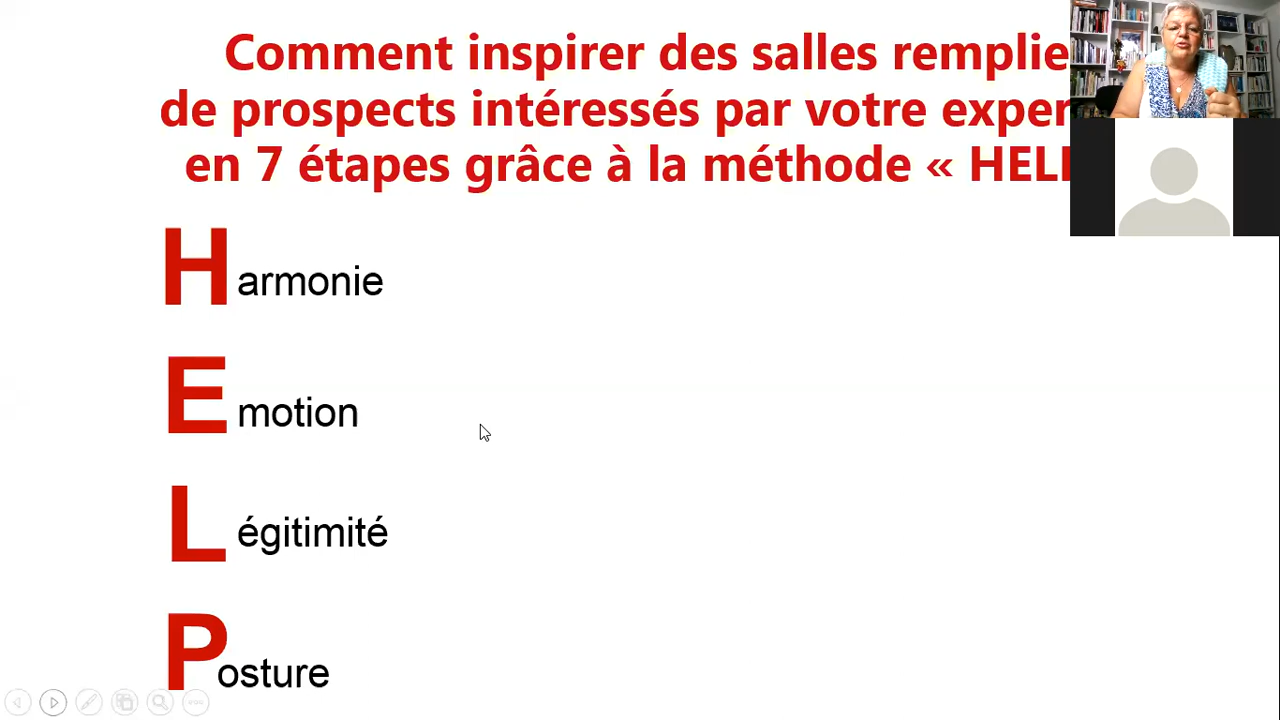 Comment inspirer des salles remplie
de prospects intéressés par votre exper
en 7 étapes grâce à la méthode « HEL
Harmonie
Emotion
Légitimité
Posture